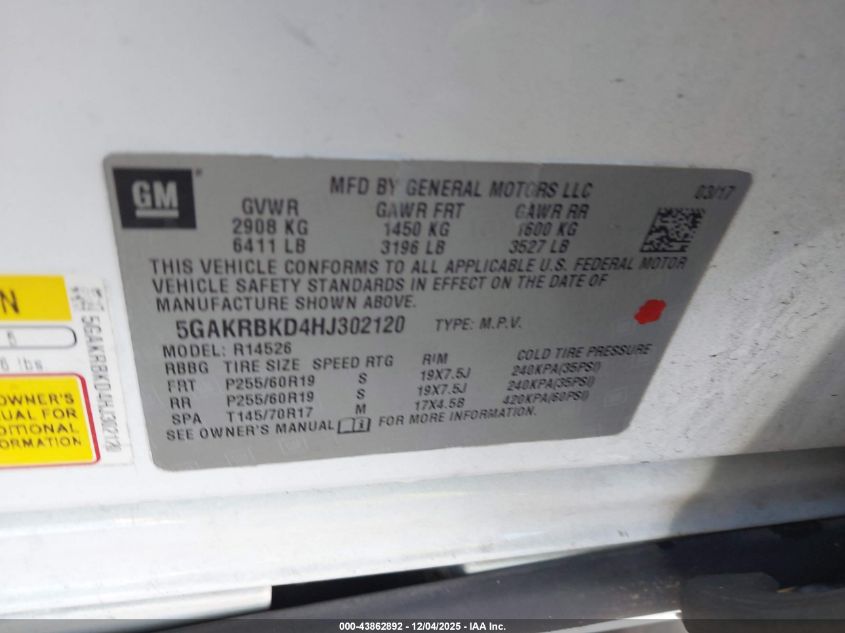 GM
MFD BY GENERAL MOTORS LLC
03/17
GVWR GAWR FRT GAWR RR
2908 KG 1450 KG 1600 KG
6411 LB 3196 LB 3527 LB
THIS VEHICLE CONFORMS TO ALL APPLICABLE U.S. FEDERAL MOTOR
VEHICLE SAFETY STANDARDS IN EFFECT ON THE DATE OF
MANUFACTURE SHOWN ABOVE.
5GAKRBKD4HJ302120 TYPE: M.P.V.
MODEL: R14526
RBBG TIRE SIZE SPEED RTG RIM COLD TIRE PRESSURE
FRT P255/60R19 S 19X7.5J 240KPA(35PSI)
RR P255/60R19 S 19X7.5J 240KPA(35PSI)
SPA T145/70R17 M 17X4.5B 420KPA(60PSI)
SEE OWNER'S MANUAL FOR MORE INFORMATION.
N
lbs
OWNER'S
FOR
5GAKRBKD4HJ302120
000-43862892 - 12/04/2025 - IAA Inc.